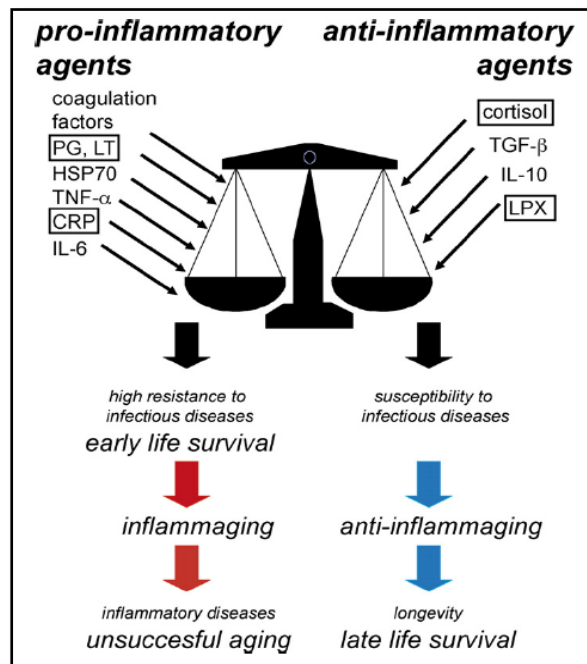 pro-inflammatory
agents
anti-inflammatory
agents
coagulation
factors
PG, LT
HSP70
TNF-α
CRP
IL-6
cortisol
TGF-β
IL-10
LPX
high resistance to
infectious diseases
early life survival
susceptibility to
infectious diseases
inflammaging
anti-inflammaging
inflammatory diseases
unsuccesful aging
longevity
late life survival